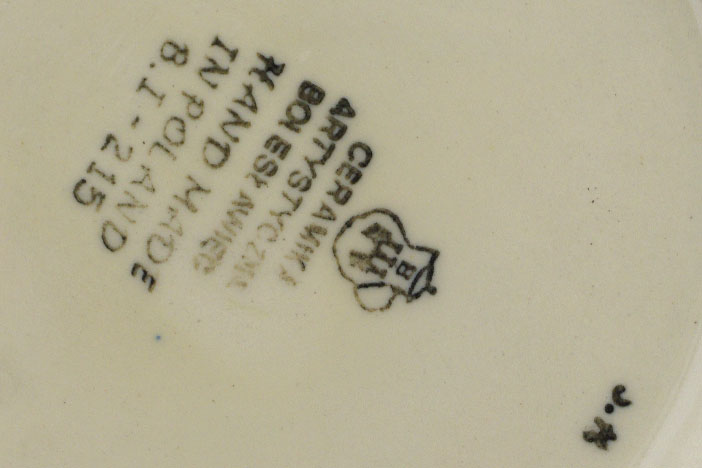 B
CERAMIKA
ARTYSTYCZNA
BOLESŁAWIEC
HAND MADE
IN POLAND
8.I-215
J.A